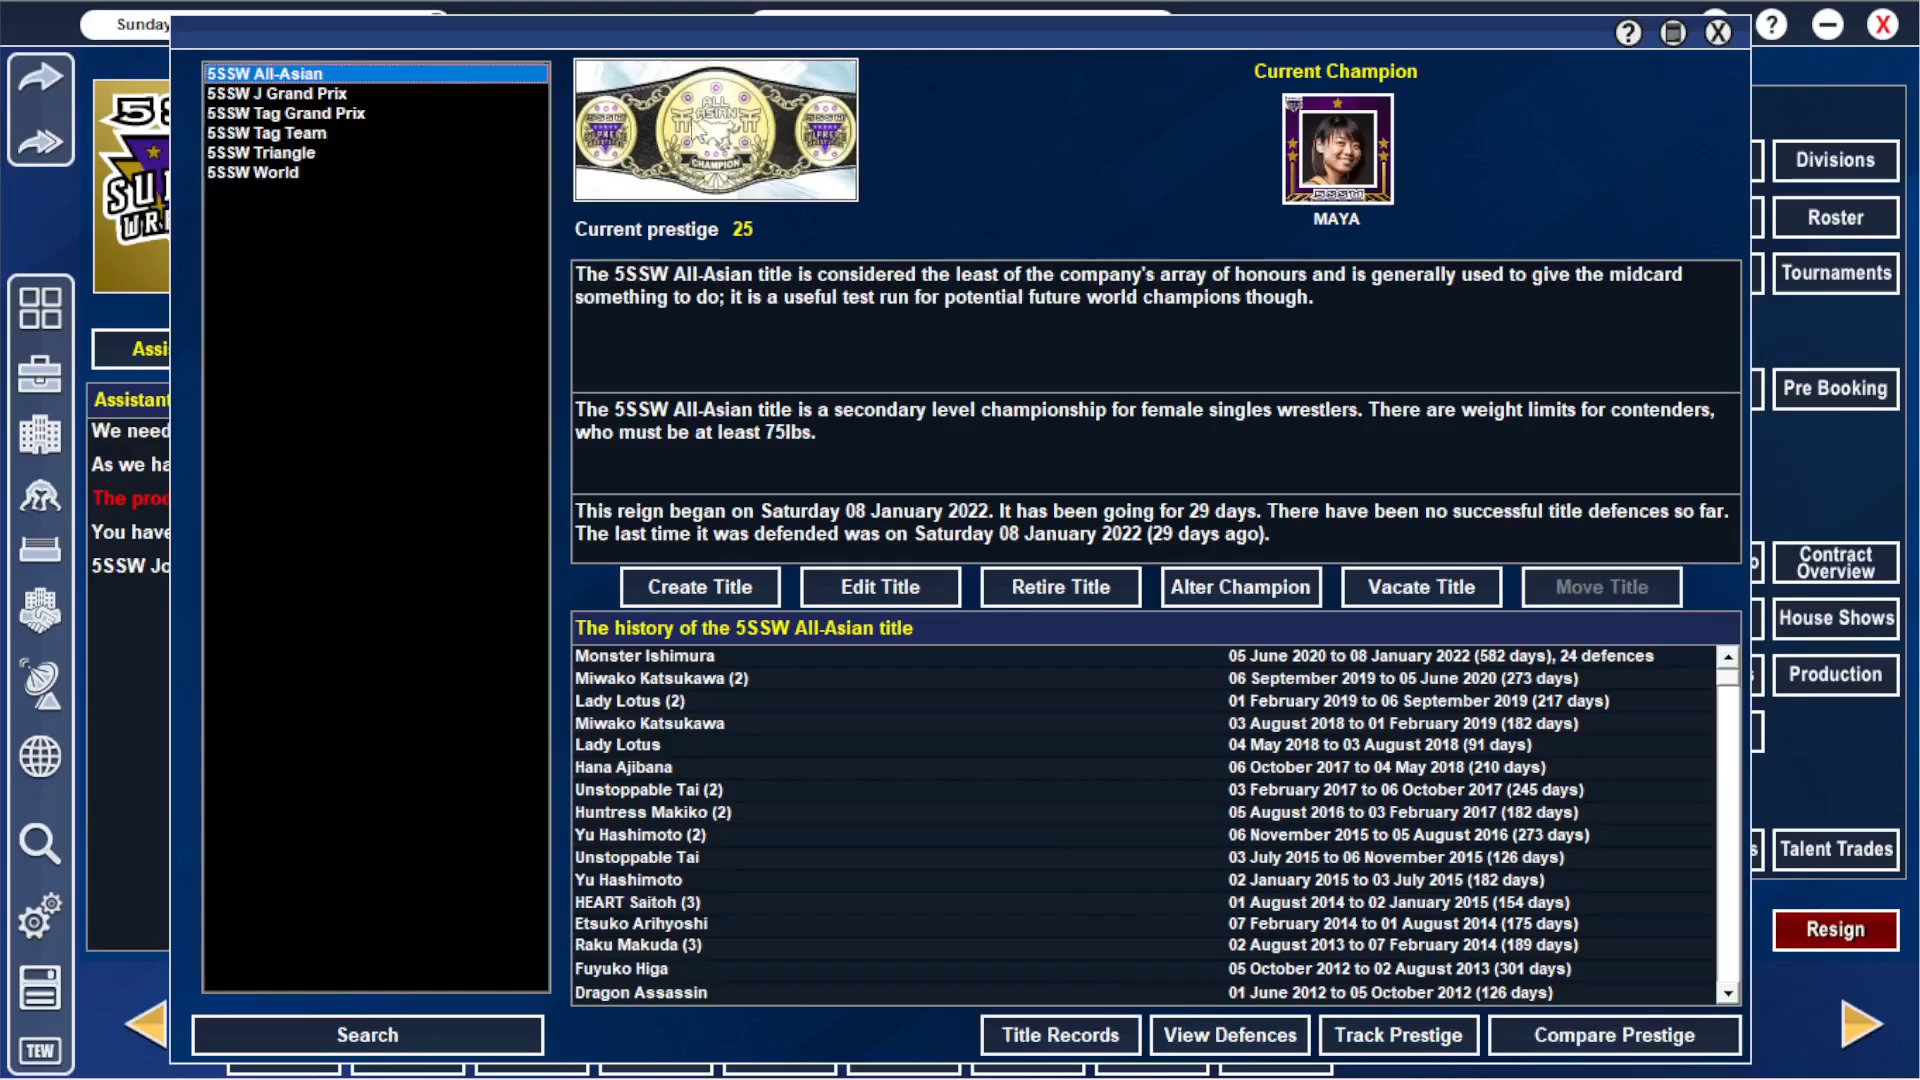 Sunday
5SSW All-Asian
5SSW J Grand Prix
5SSW Tag Grand Prix
5SSW Tag Team
5SSW Triangle
5SSW World
ALL
ASIAN
CHAMPION
Current Champion
5SSW
MAYA
Current prestige 25
The 5SSW All-Asian title is considered the least of the company's array of honours and is generally used to give the midcard
something to do; it is a useful test run for potential future world champions though.
The 5SSW All-Asian title is a secondary level championship for female singles wrestlers. There are weight limits for contenders,
who must be at least 75lbs.
This reign began on Saturday 08 January 2022. It has been going for 29 days. There have been no successful title defences so far.
The last time it was defended was on Saturday 08 January 2022 (29 days ago).
Create Title
Edit Title
Retire Title
Alter Champion
Vacate Title
Move Title
The history of the 5SSW All-Asian title
Monster Ishimura 05 June 2020 to 08 January 2022 (582 days), 24 defences
Miwako Katsukawa (2) 06 September 2019 to 05 June 2020 (273 days)
Lady Lotus (2) 01 February 2019 to 06 September 2019 (217 days)
Miwako Katsukawa 03 August 2018 to 01 February 2019 (182 days)
Lady Lotus 04 May 2018 to 03 August 2018 (91 days)
Hana Ajibana 06 October 2017 to 04 May 2018 (210 days)
Unstoppable Tai (2) 03 February 2017 to 06 October 2017 (245 days)
Huntress Makiko (2) 05 August 2016 to 03 February 2017 (182 days)
Yu Hashimoto (2) 06 November 2015 to 05 August 2016 (273 days)
Unstoppable Tai 03 July 2015 to 06 November 2015 (126 days)
Yu Hashimoto 02 January 2015 to 03 July 2015 (182 days)
HEART Saitoh (3) 01 August 2014 to 02 January 2015 (154 days)
Etsuko Arihyoshi 07 February 2014 to 01 August 2014 (175 days)
Raku Makuda (3) 02 August 2013 to 07 February 2014 (189 days)
Fuyuko Higa 05 October 2012 to 02 August 2013 (301 days)
Dragon Assassin 01 June 2012 to 05 October 2012 (126 days)
Search
Title Records
View Defences
Track Prestige
Compare Prestige
Assi
Assistant
We need
As we ha
The prod
You have
5SSW Jo
TEW
Divisions
Roster
Tournaments
Pre Booking
Contract
Overview
House Shows
Production
Talent Trades
Resign